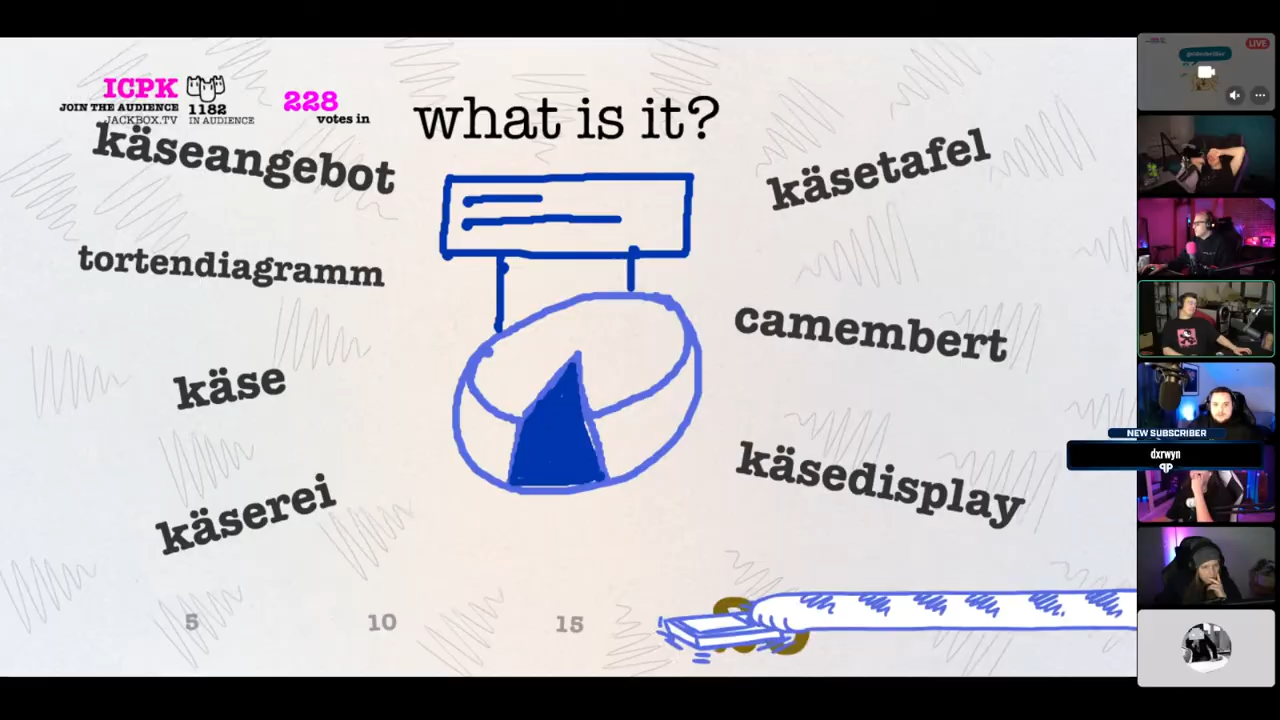 ICPK
JOIN THE AUDIENCE
JACKBOX.TV
1182
IN AUDIENCE
228
votes in
what is it?
käseangebot
käsetafel
tortendiagramm
camembert
käse
käsedisplay
käserei
5
10
15
LIVE
NEW SUBSCRIBER
dxrwyn